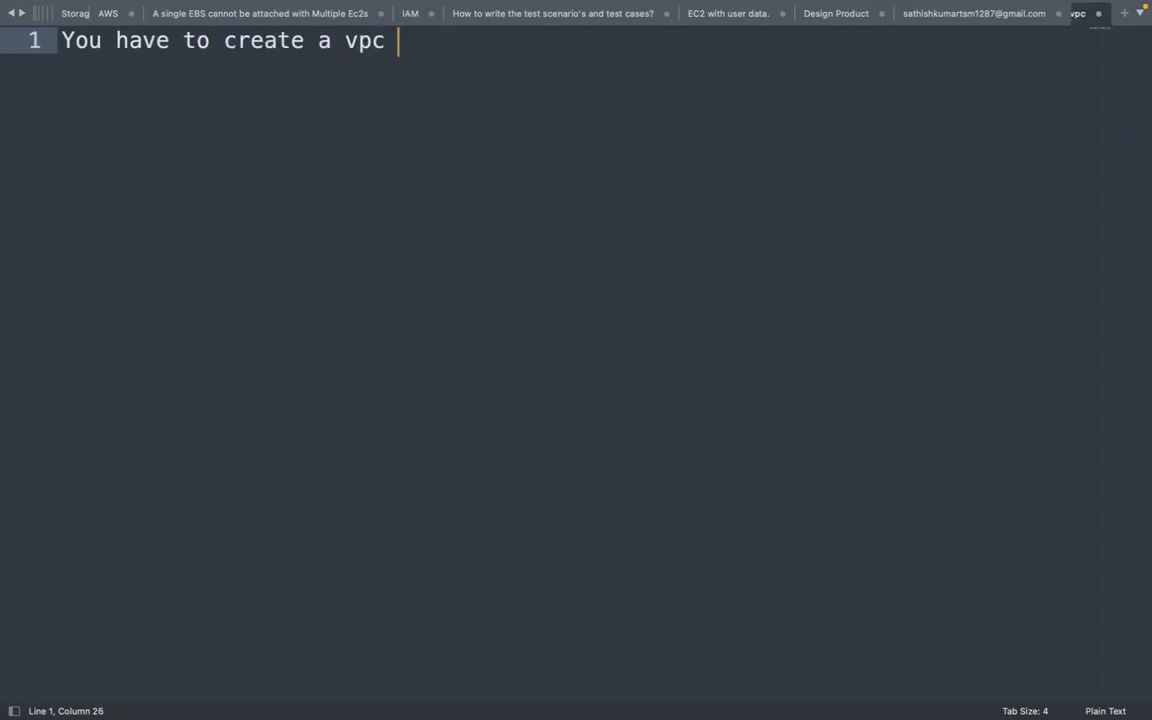 Storag AWS A single EBS cannot be attached with Multiple Ec2s iAM How to write the test scenario's and test cases? EC2 with user data. Design Product sathishkumartsm1287@gmail.com vpc
1 You have to create a vpc
Line 1, Column 26 Tab Size: 4 Plain Text